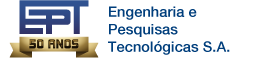 EPT
50 ANOS
Engenharia e
Pesquisas
Tecnológicas S.A.